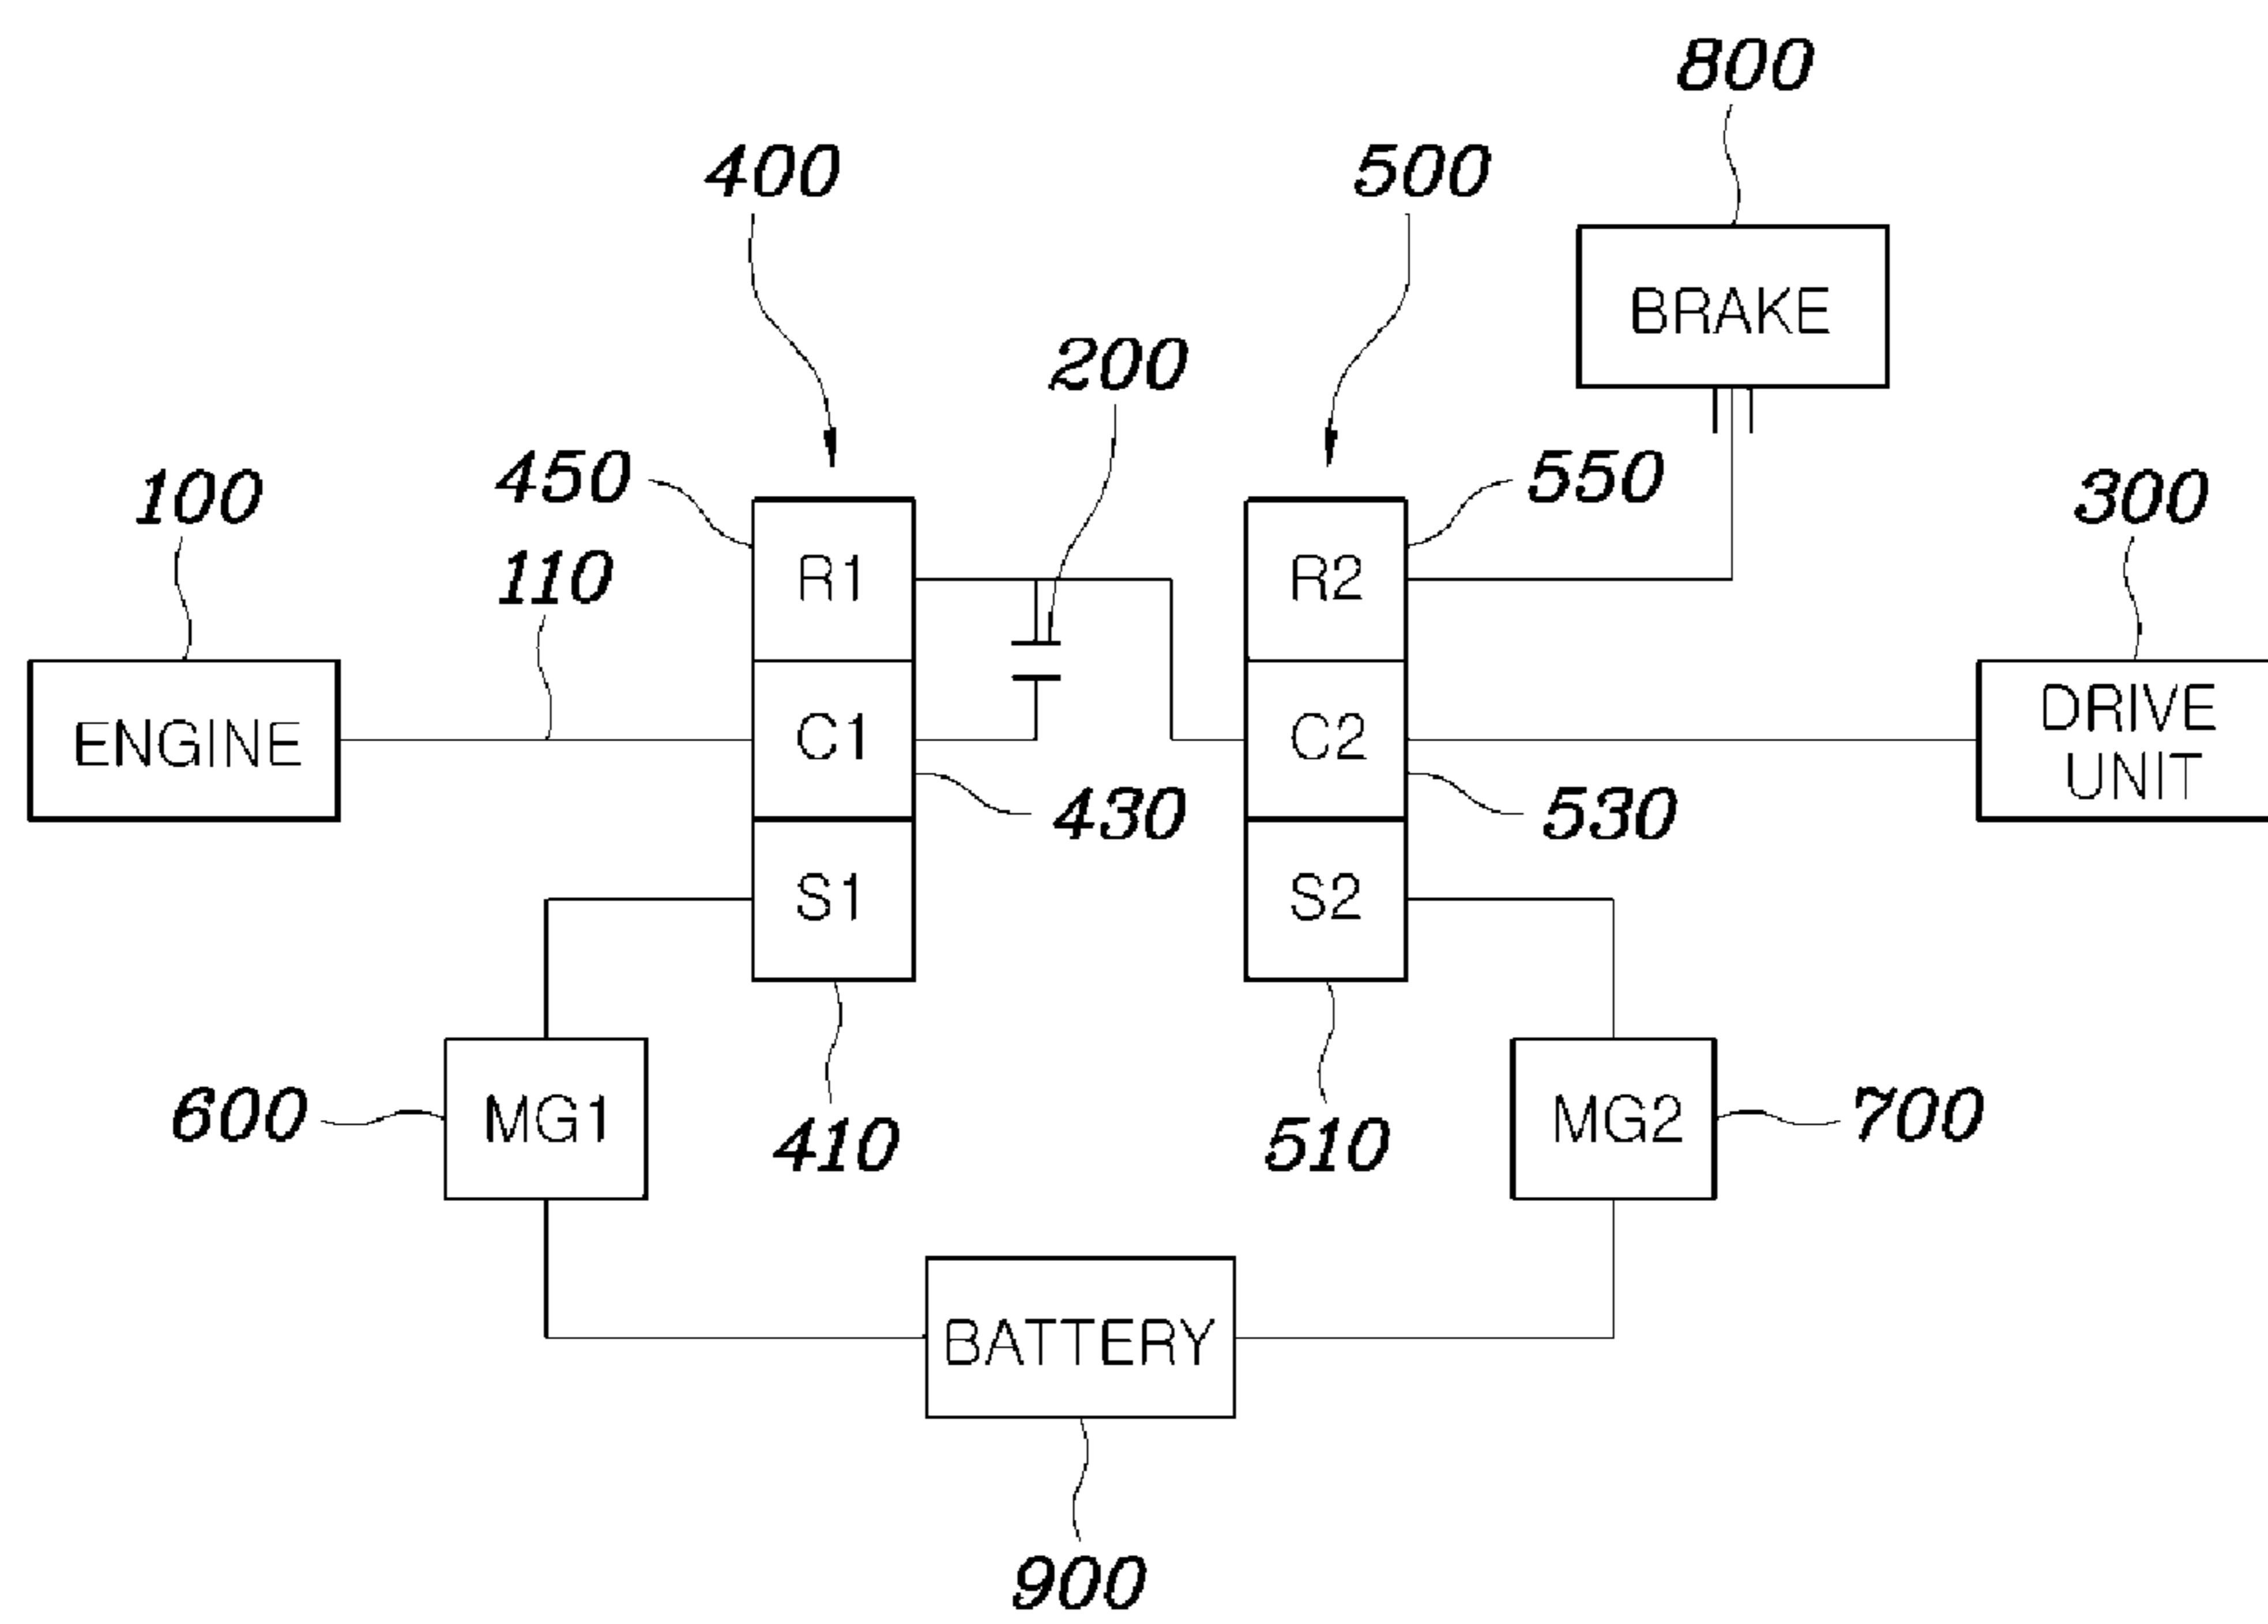 800
400
500
200
BRAKE
450
550
100
300
110
R1
R2
ENGINE
C1
C2
DRIVE
UNIT
430
530
S1
S2
600
MG1
410
510
MG2
700
BATTERY
900